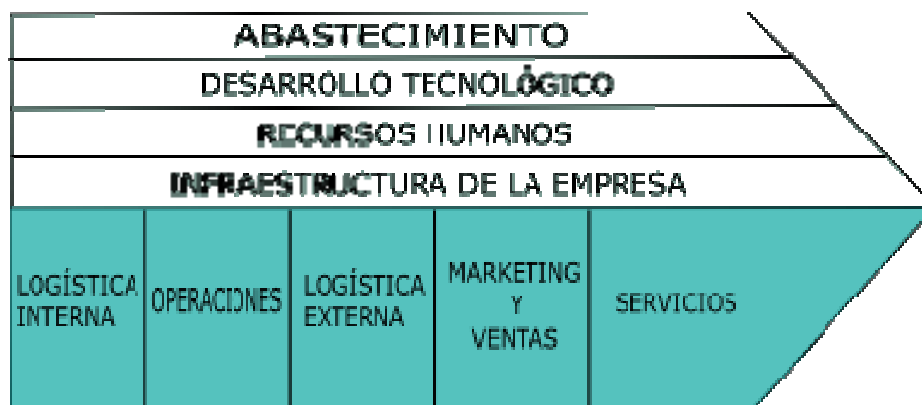 ABASTECIMIENTO
DESARROLLO TECNOLÓGICO
RECURSOS HUMANOS
INFRAESTRUCTURA DE LA EMPRESA
LOGÍSTICA
INTERNA
OPERACIONES
LOGÍSTICA
EXTERNA
MARKETING
Y
VENTAS
SERVICIOS